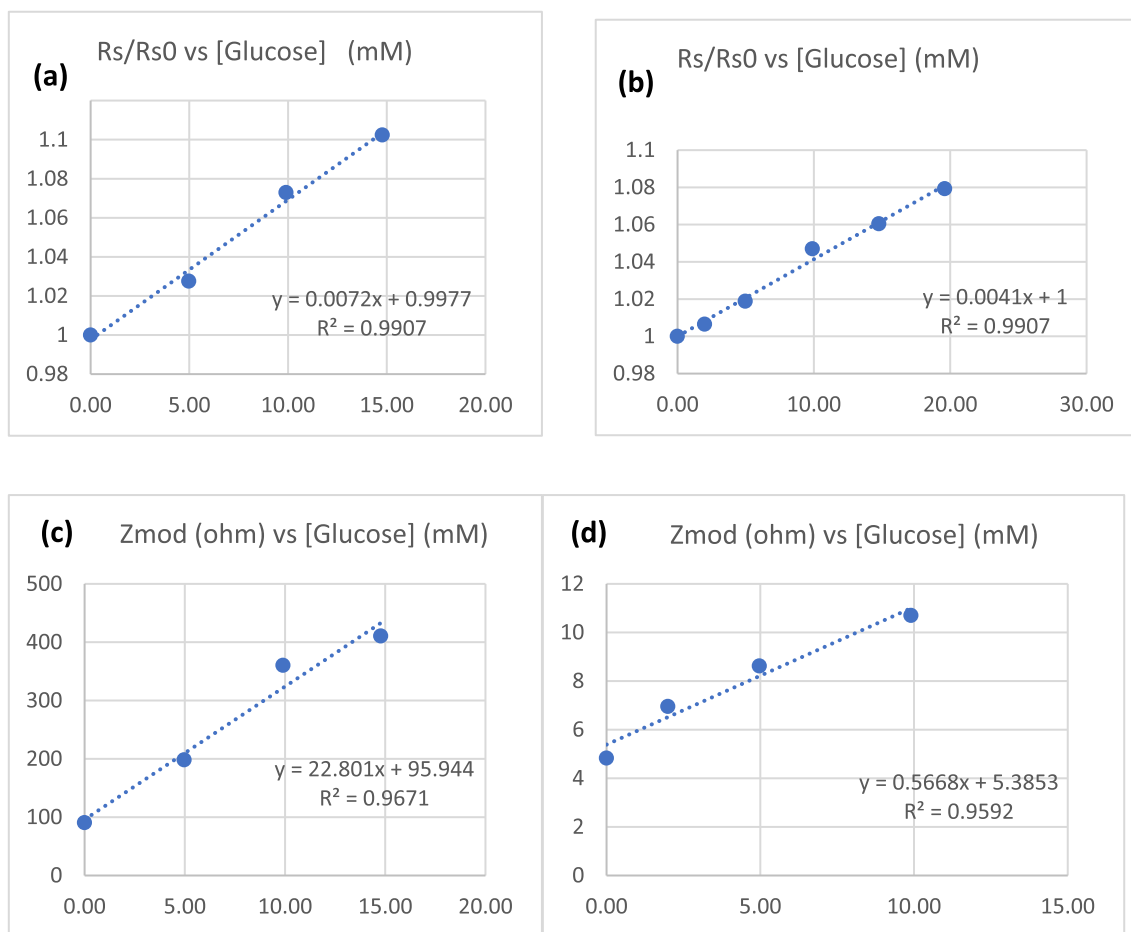 (a)
Rs/Rs0 vs [Glucose] (mM)
1.1
1.08
1.06
1.04
1.02
1
0.98
y = 0.0072x + 0.9977
R² = 0.9907
0.00 5.00 10.00 15.00 20.00
(b)
Rs/Rs0 vs [Glucose] (mM)
1.1
1.08
1.06
1.04
1.02
1
0.98
y = 0.0041x + 1
R² = 0.9907
0.00 10.00 20.00 30.00
(c)
Zmod (ohm) vs [Glucose] (mM)
500
400
300
200
100
0
y = 22.801x + 95.944
R² = 0.9671
0.00 5.00 10.00 15.00 20.00
(d)
Zmod (ohm) vs [Glucose] (mM)
12
10
8
6
4
2
0
y = 0.5668x + 5.3853
R² = 0.9592
0.00 5.00 10.00 15.00